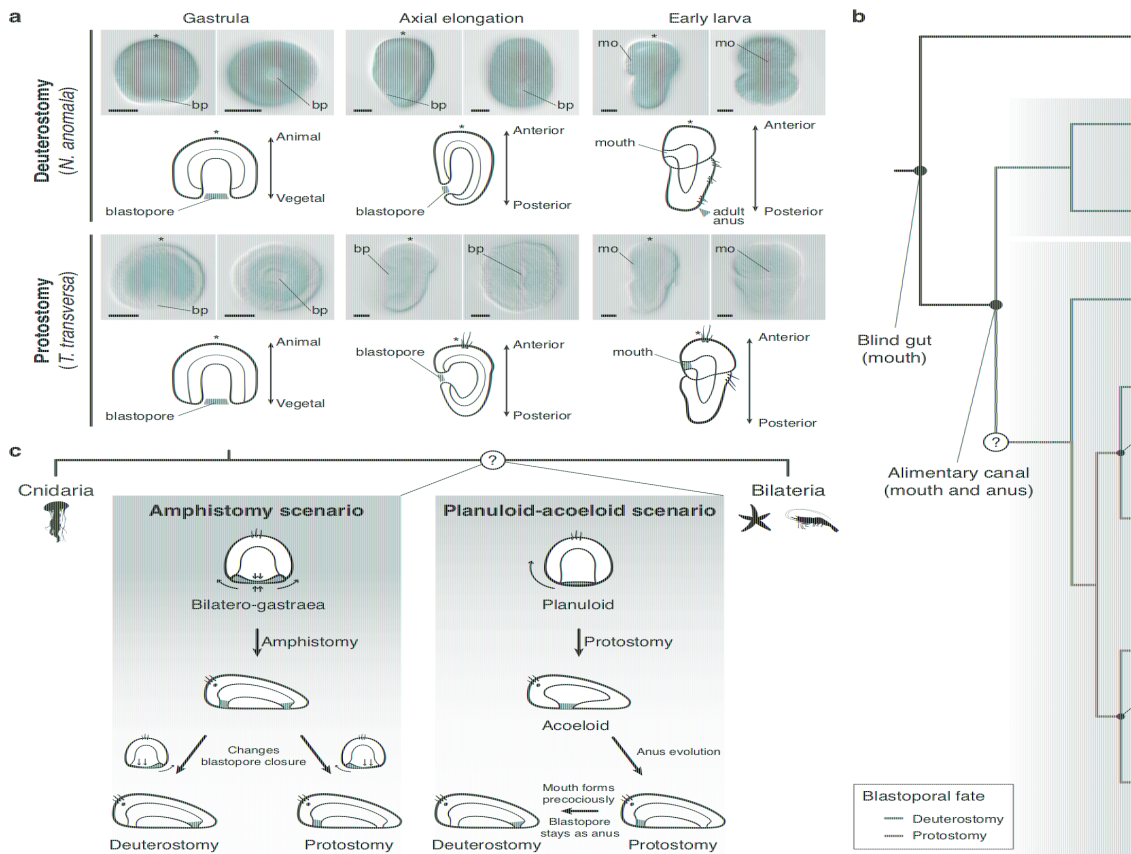 a
Gastrula
Axial elongation
Early larva
Deuterostomy
(N. anomala)
*
bp
bp
*
bp
bp
mo
*
mo
*
Animal
Vegetal
blastopore
*
Anterior
Posterior
blastopore
*
mouth
Anterior
Posterior
adult
anus
Protostomy
(T. transversa)
*
bp
bp
bp
*
bp
mo
*
mo
*
Animal
Vegetal
blastopore
*
blastopore
Anterior
Posterior
*
mouth
Anterior
Posterior
b
Blind gut
(mouth)
?
Alimentary canal
(mouth and anus)
Blastoporal fate
Deuterostomy
Protostomy
c
?
Cnidaria
Bilateria
Amphistomy scenario
Bilatero-gastraea
Amphistomy
Changes
blastopore closure
Deuterostomy
Protostomy
Planuloid-acoeloid scenario
Planuloid
Protostomy
Acoeloid
Anus evolution
Mouth forms
precociously
Blastopore
stays as anus
Deuterostomy
Protostomy